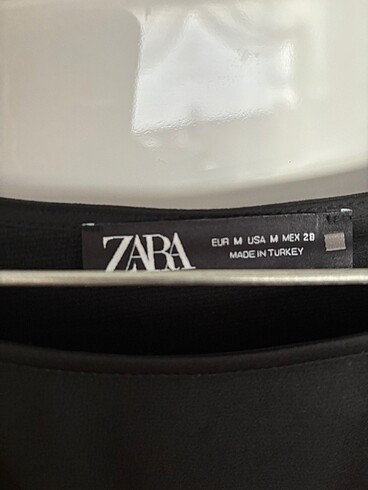 ZARA
EUR M USA M MEX 28
MADE IN TURKEY